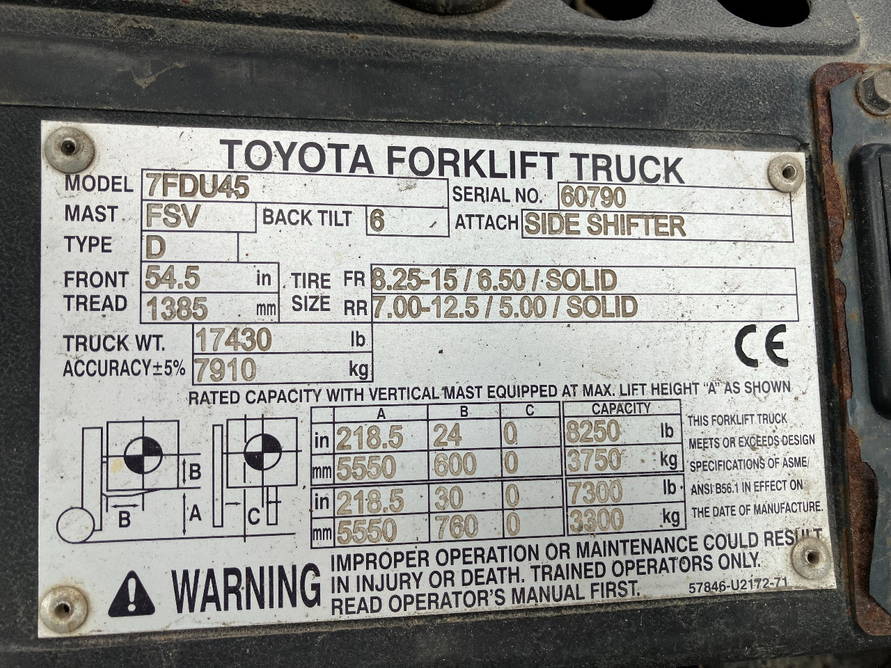 TOYOTA FORKLIFT TRUCK
MODEL 7FDU45 SERIAL NO. 60790
MAST FSV BACK TILT 6 ATTACH SIDE SHIFTER
TYPE D
FRONT 54.5 in TIRE FR 8.25-15 / 6.50 / SOLID
TREAD 1385 mm SIZE RR 7.00-12.5 / 5.00 / SOLID
TRUCK WT. 17430 lb
ACCURACY±5% 7910 kg
CE
RATED CAPACITY WITH VERTICAL MAST EQUIPPED AT MAX. LIFT HEIGHT "A" AS SHOWN
A B C CAPACITY
in 218.5 24 0 8250 lb
mm 5550 600 0 3750 kg
in 218.5 30 0 7300 lb
mm 5550 760 0 3300 kg
B
B A C
THIS FORKLIFT TRUCK
MEETS OR EXCEEDS DESIGN
SPECIFICATIONS OF ASME/
ANSI B56.1 IN EFFECT ON
THE DATE OF MANUFACTURE.
WARNING
IMPROPER OPERATION OR MAINTENANCE COULD RESULT
IN INJURY OR DEATH. TRAINED OPERATORS ONLY.
READ OPERATOR'S MANUAL FIRST.
57846-U2172-71